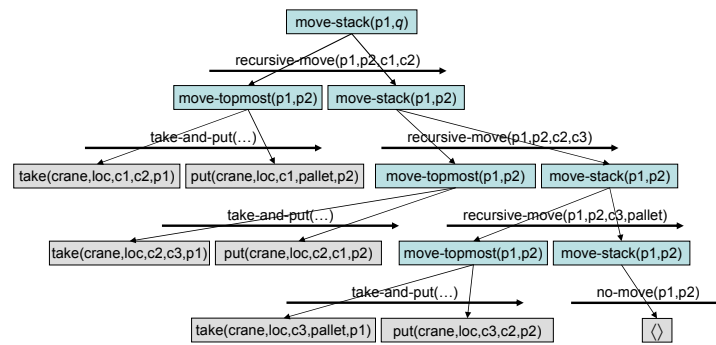 move-stack(p1,q)
recursive-move(p1,p2,c1,c2)
move-topmost(p1,p2) move-stack(p1,p2)
take-and-put(…) recursive-move(p1,p2,c2,c3)
take(crane,loc,c1,c2,p1) put(crane,loc,c1,pallet,p2) move-topmost(p1,p2) move-stack(p1,p2)
take-and-put(…) recursive-move(p1,p2,c3,pallet)
take(crane,loc,c2,c3,p1) put(crane,loc,c2,c1,p2) move-topmost(p1,p2) move-stack(p1,p2)
take-and-put(…) no-move(p1,p2)
take(crane,loc,c3,pallet,p1) put(crane,loc,c3,c2,p2) ⟨⟩